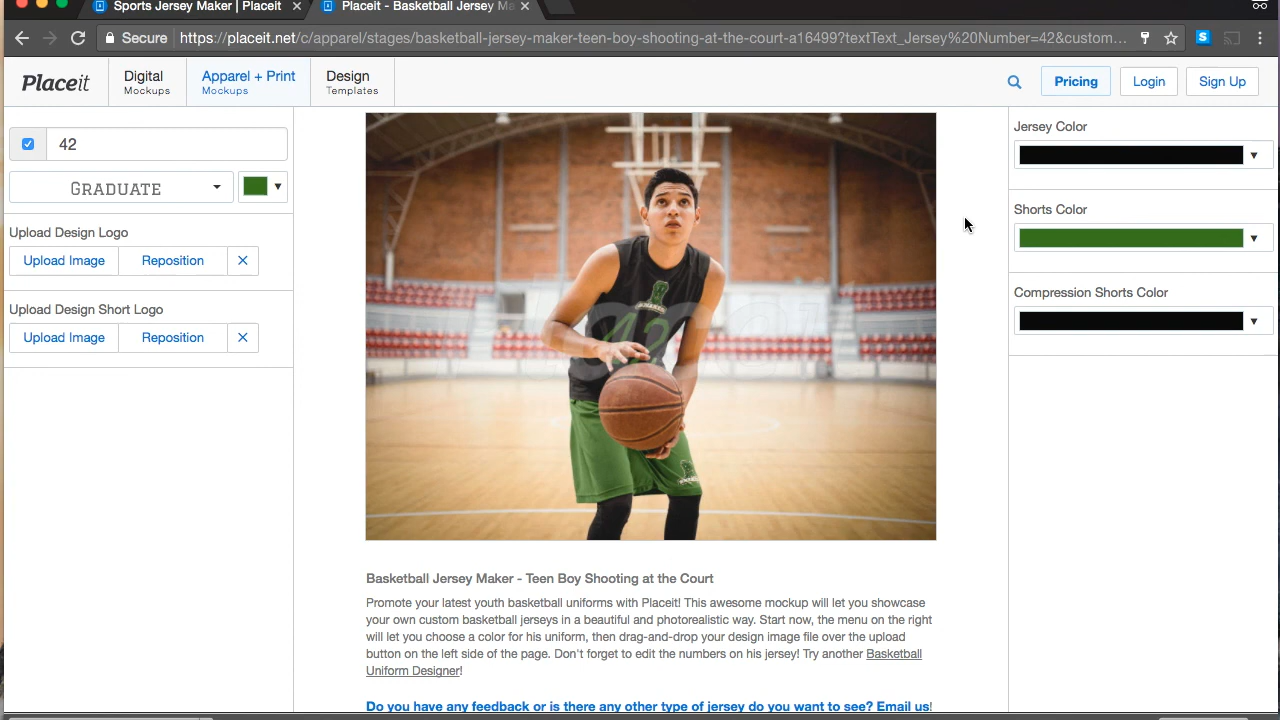 Sports Jersey Maker | Placeit
Placeit - Basketball Jersey Ma
Secure
https://placeit.net/c/apparel/stages/basketball-jersey-maker-teen-boy-shooting-at-the-court-a16499?textText_Jersey%20Number=42&custom...
Placeit
Digital
Mockups
Apparel + Print
Mockups
Design
Templates
Pricing
Login
Sign Up
42
GRADUATE
Upload Design Logo
Upload Image
Reposition
Upload Design Short Logo
Upload Image
Reposition
42
Jersey Color
Shorts Color
Compression Shorts Color
Basketball Jersey Maker - Teen Boy Shooting at the Court
Promote your latest youth basketball uniforms with Placeit! This awesome mockup will let you showcase
your own custom basketball jerseys in a beautiful and photorealistic way. Start now, the menu on the right
will let you choose a color for his uniform, then drag-and-drop your design image file over the upload
button on the left side of the page. Don't forget to edit the numbers on his jersey! Try another Basketball
Uniform Designer!
Do you have any feedback or is there any other type of jersey do you want to see? Email us!